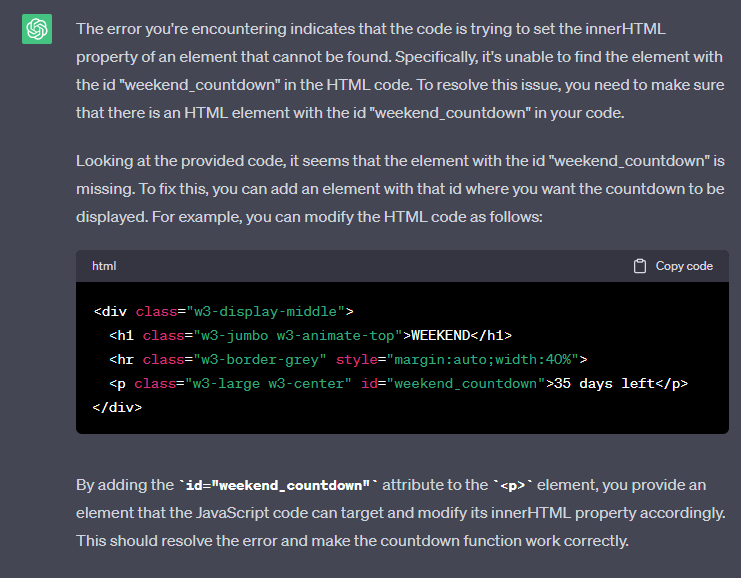 The error you're encountering indicates that the code is trying to set the innerHTML
property of an element that cannot be found. Specifically, it's unable to find the element with
the id "weekend_countdown" in the HTML code. To resolve this issue, you need to make sure
that there is an HTML element with the id "weekend_countdown" in your code.
Looking at the provided code, it seems that the element with the id "weekend_countdown" is
missing. To fix this, you can add an element with that id where you want the countdown to be
displayed. For example, you can modify the HTML code as follows:
html Copy code
<div class="w3-display-middle">
  <h1 class="w3-jumbo w3-animate-top">WEEKEND</h1>
  <hr class="w3-border-grey" style="margin:auto;width:40%">
  <p class="w3-large w3-center" id="weekend_countdown">35 days left</p>
</div>
By adding the `id="weekend_countdown"` attribute to the `<p>` element, you provide an
element that the JavaScript code can target and modify its innerHTML property accordingly.
This should resolve the error and make the countdown function work correctly.